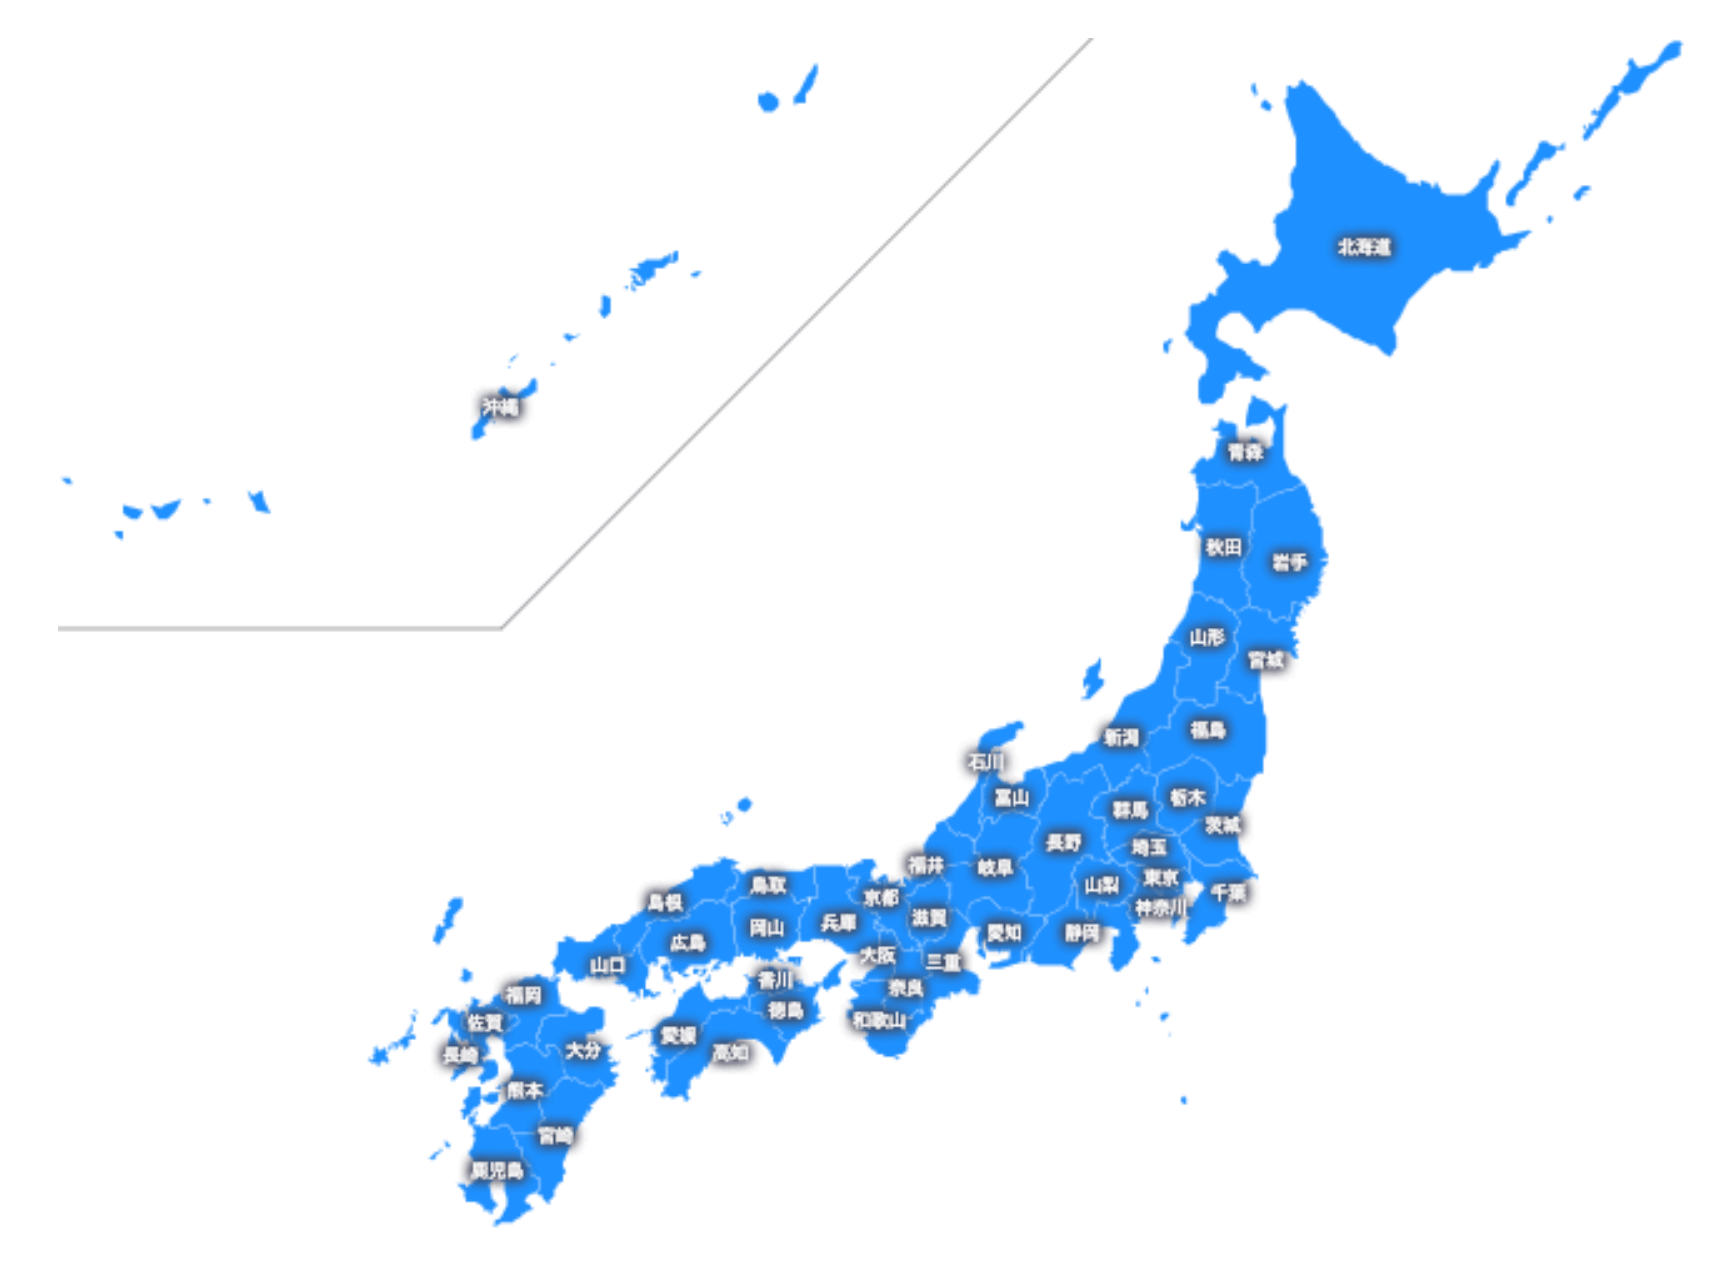 北海道
沖縄
青森
秋田
岩手
山形
宮城
福島
新潟
石川
富山
栃木
群馬
茨城
長野
埼玉
福井
岐阜
東京
山梨
千葉
鳥取
島根
京都
神奈川
兵庫
滋賀
岡山
愛知
静岡
広島
大阪
三重
山口
香川
奈良
福岡
徳島
和歌山
佐賀
愛媛
高知
大分
長崎
熊本
宮崎
鹿児島